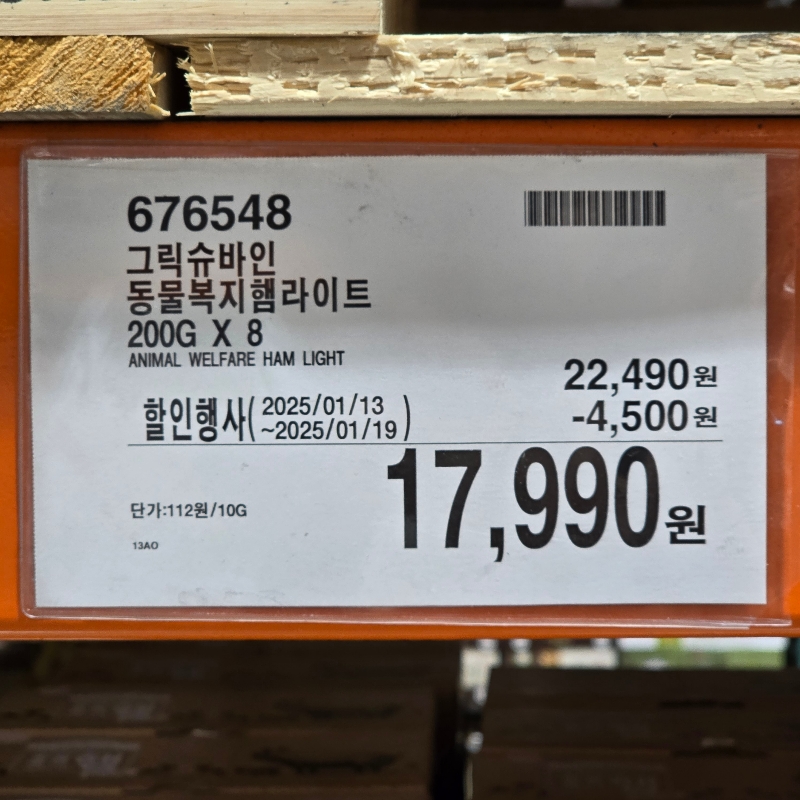 676548
그릭슈바인
동물복지햄라이트
200G X 8
ANIMAL WELFARE HAM LIGHT
22,490원
할인행사( 2025/01/13
~2025/01/19 )
-4,500원
17,990원
단가:112원/10G
13AO